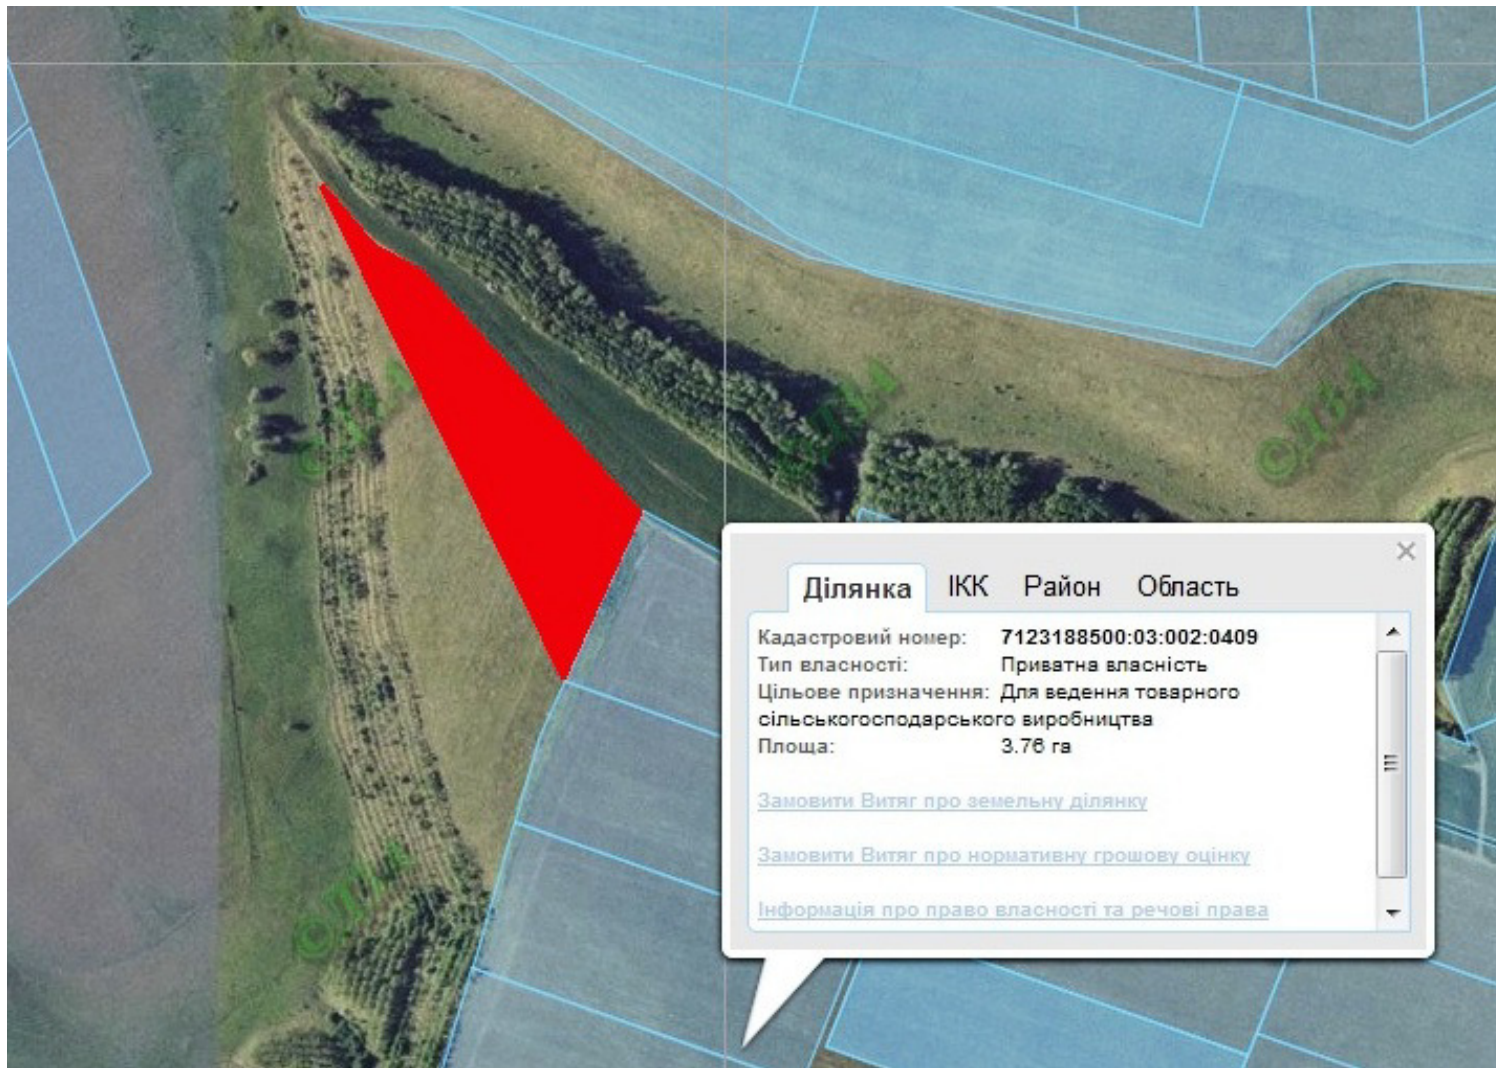 Ділянка ІКК Район Область
Кадастровий номер: 7123188500:03:002:0409
Тип власності: Приватна власність
Цільове призначення: Для ведення товарного
сільськогосподарського виробництва
Площа: 3.76 га
Замовити Витяг про земельну ділянку
Замовити Витяг про нормативну грошову оцінку
Інформація про право власності та речові права